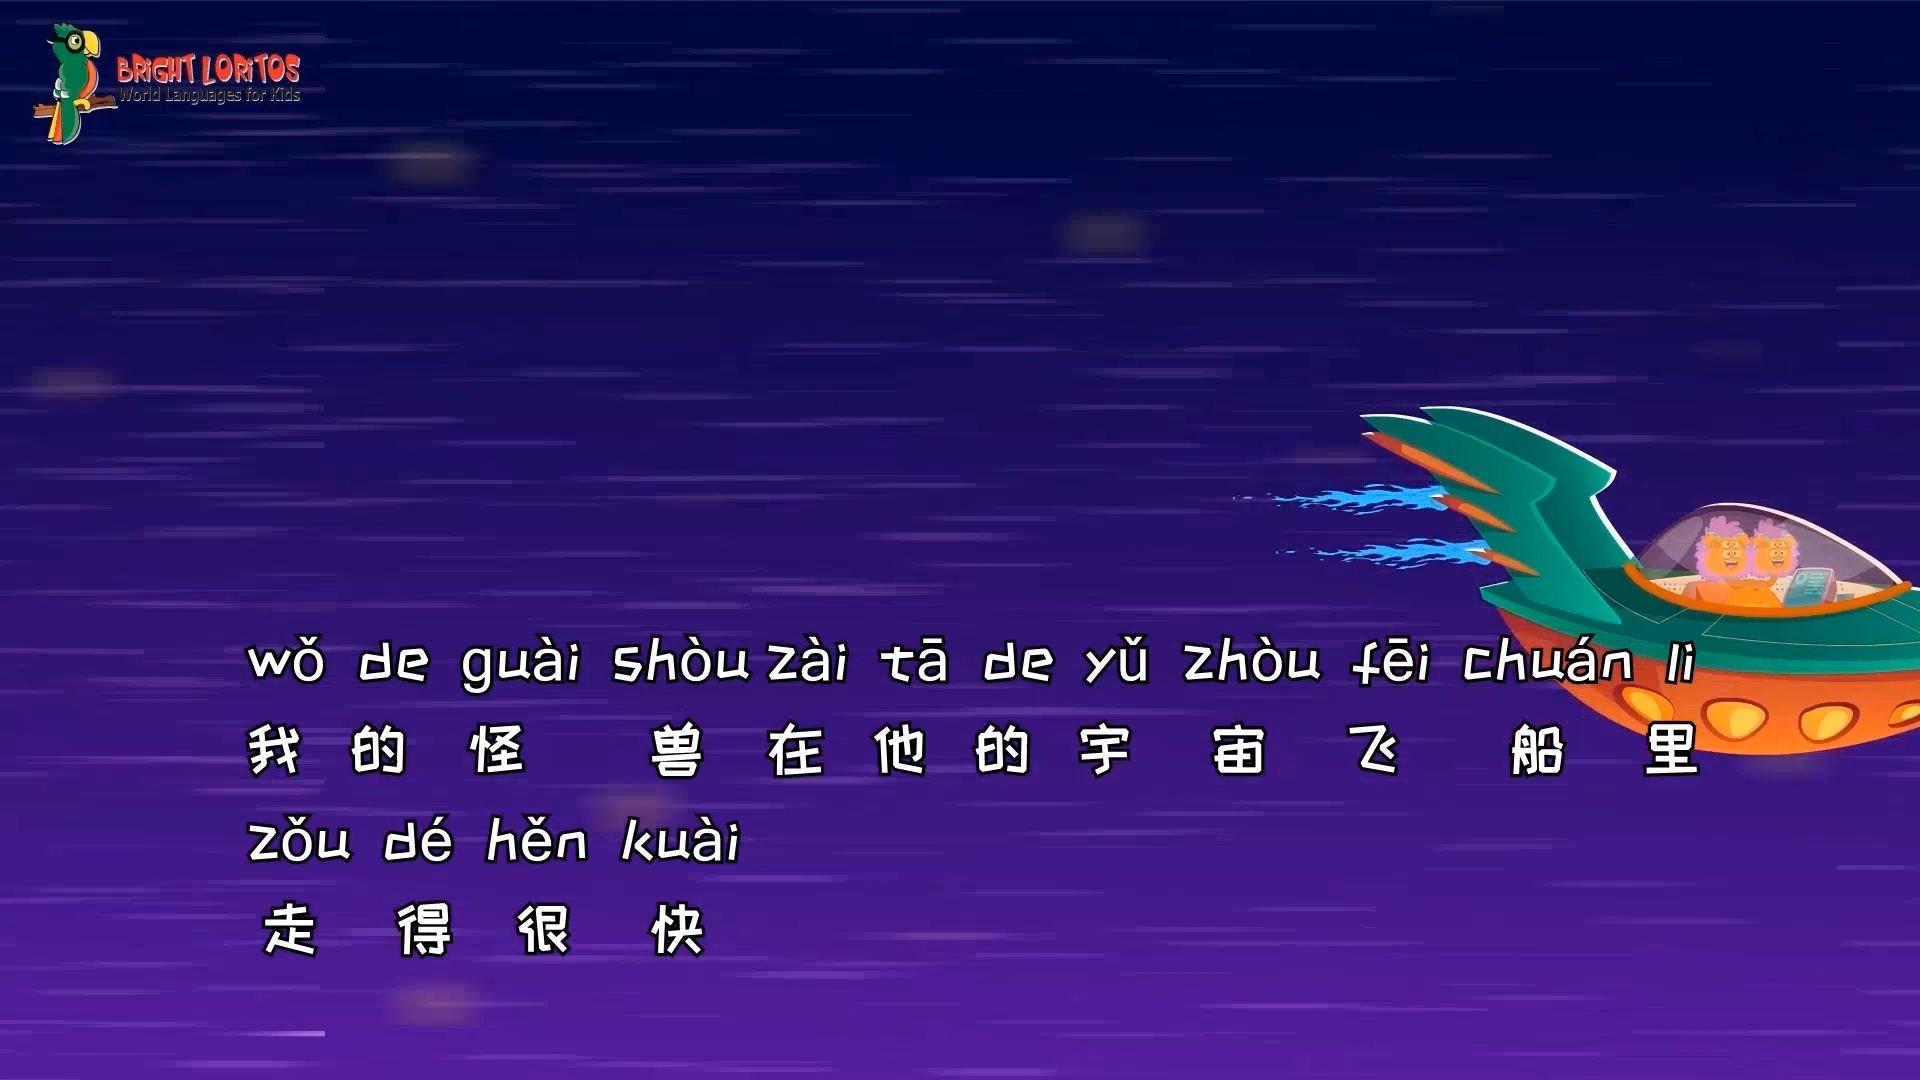 BRiGHT LORiTOS
World Languages for Kids
wǒ de guài shòu zài tā de yǔ zhòu fēi chuán li
我的怪兽在他的宇宙飞船里
zǒu dé hěn kuài
走得很快